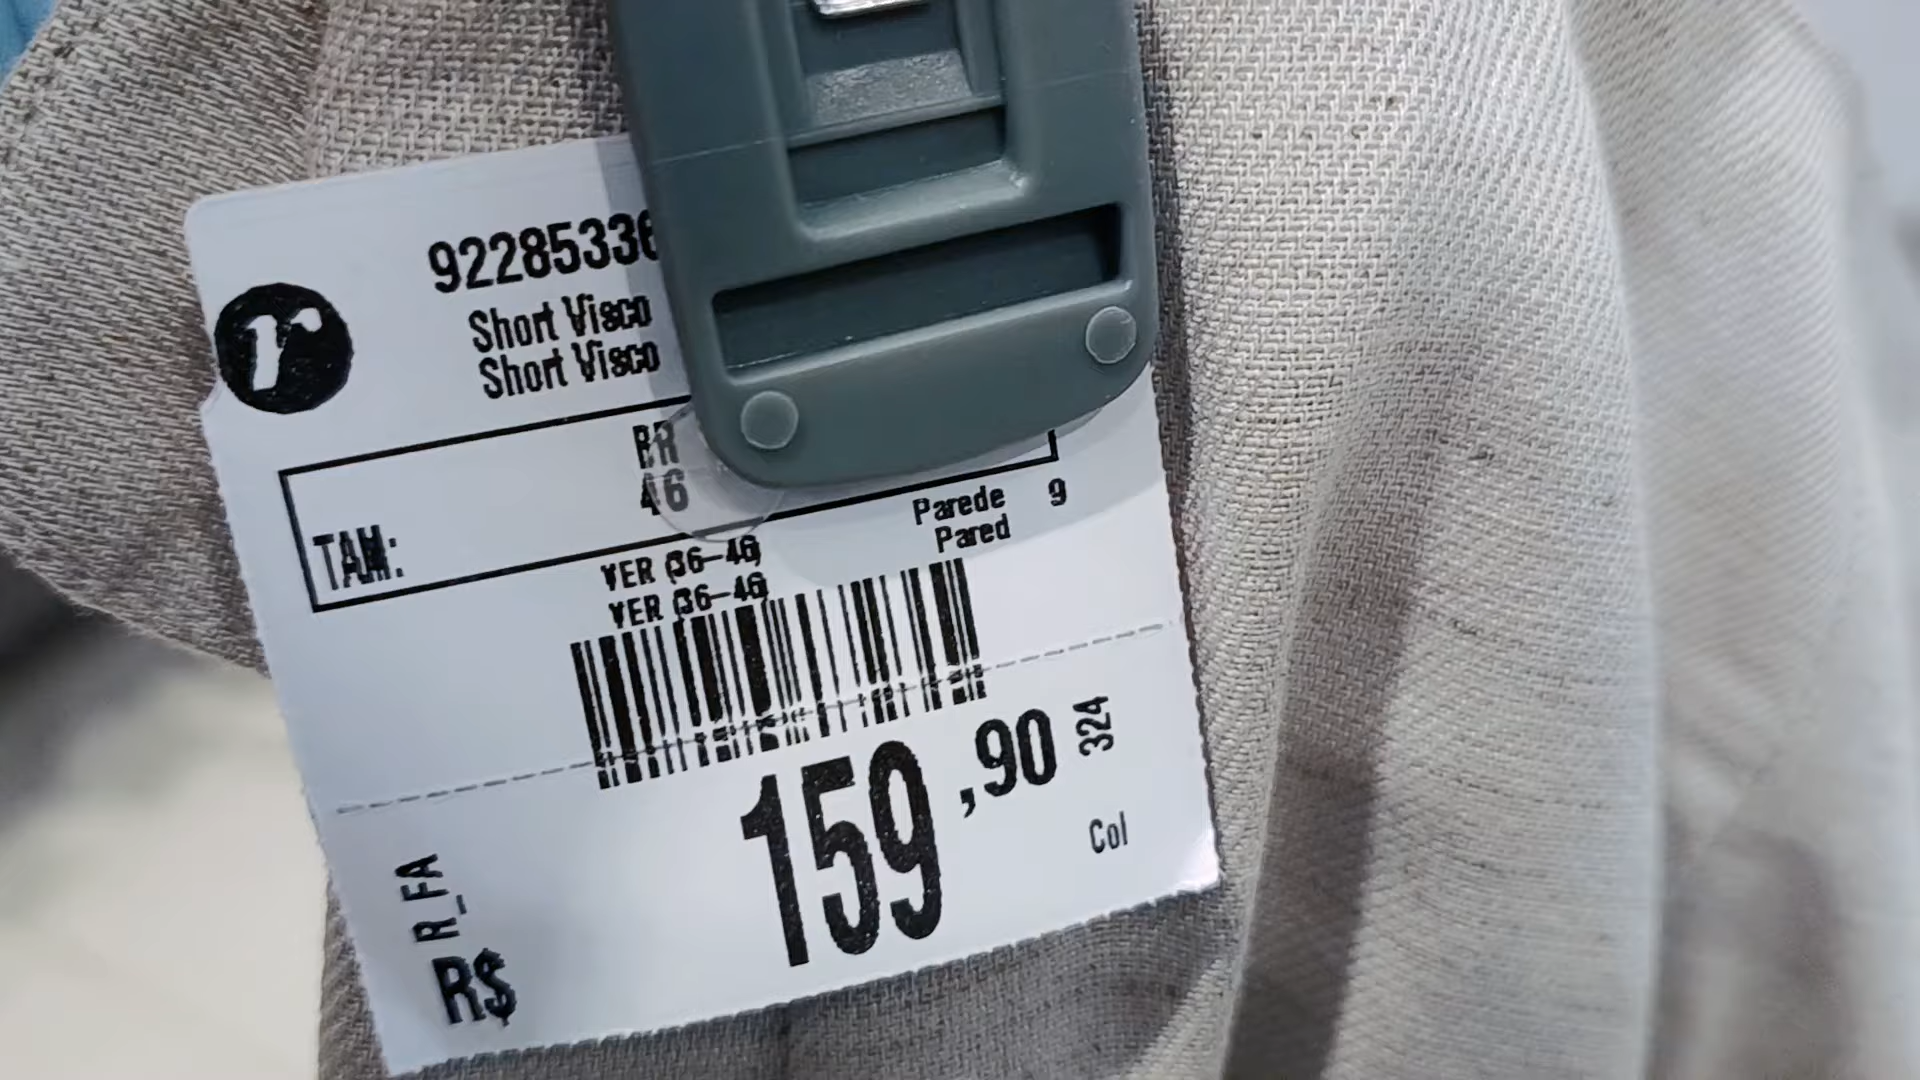 9228533
r
Short Visco
Short Visco
BR
46
TAM:
Parede 9
Pared
VER (36-46)
VER (36-46)
159,90
324
Col
R_FA
R$